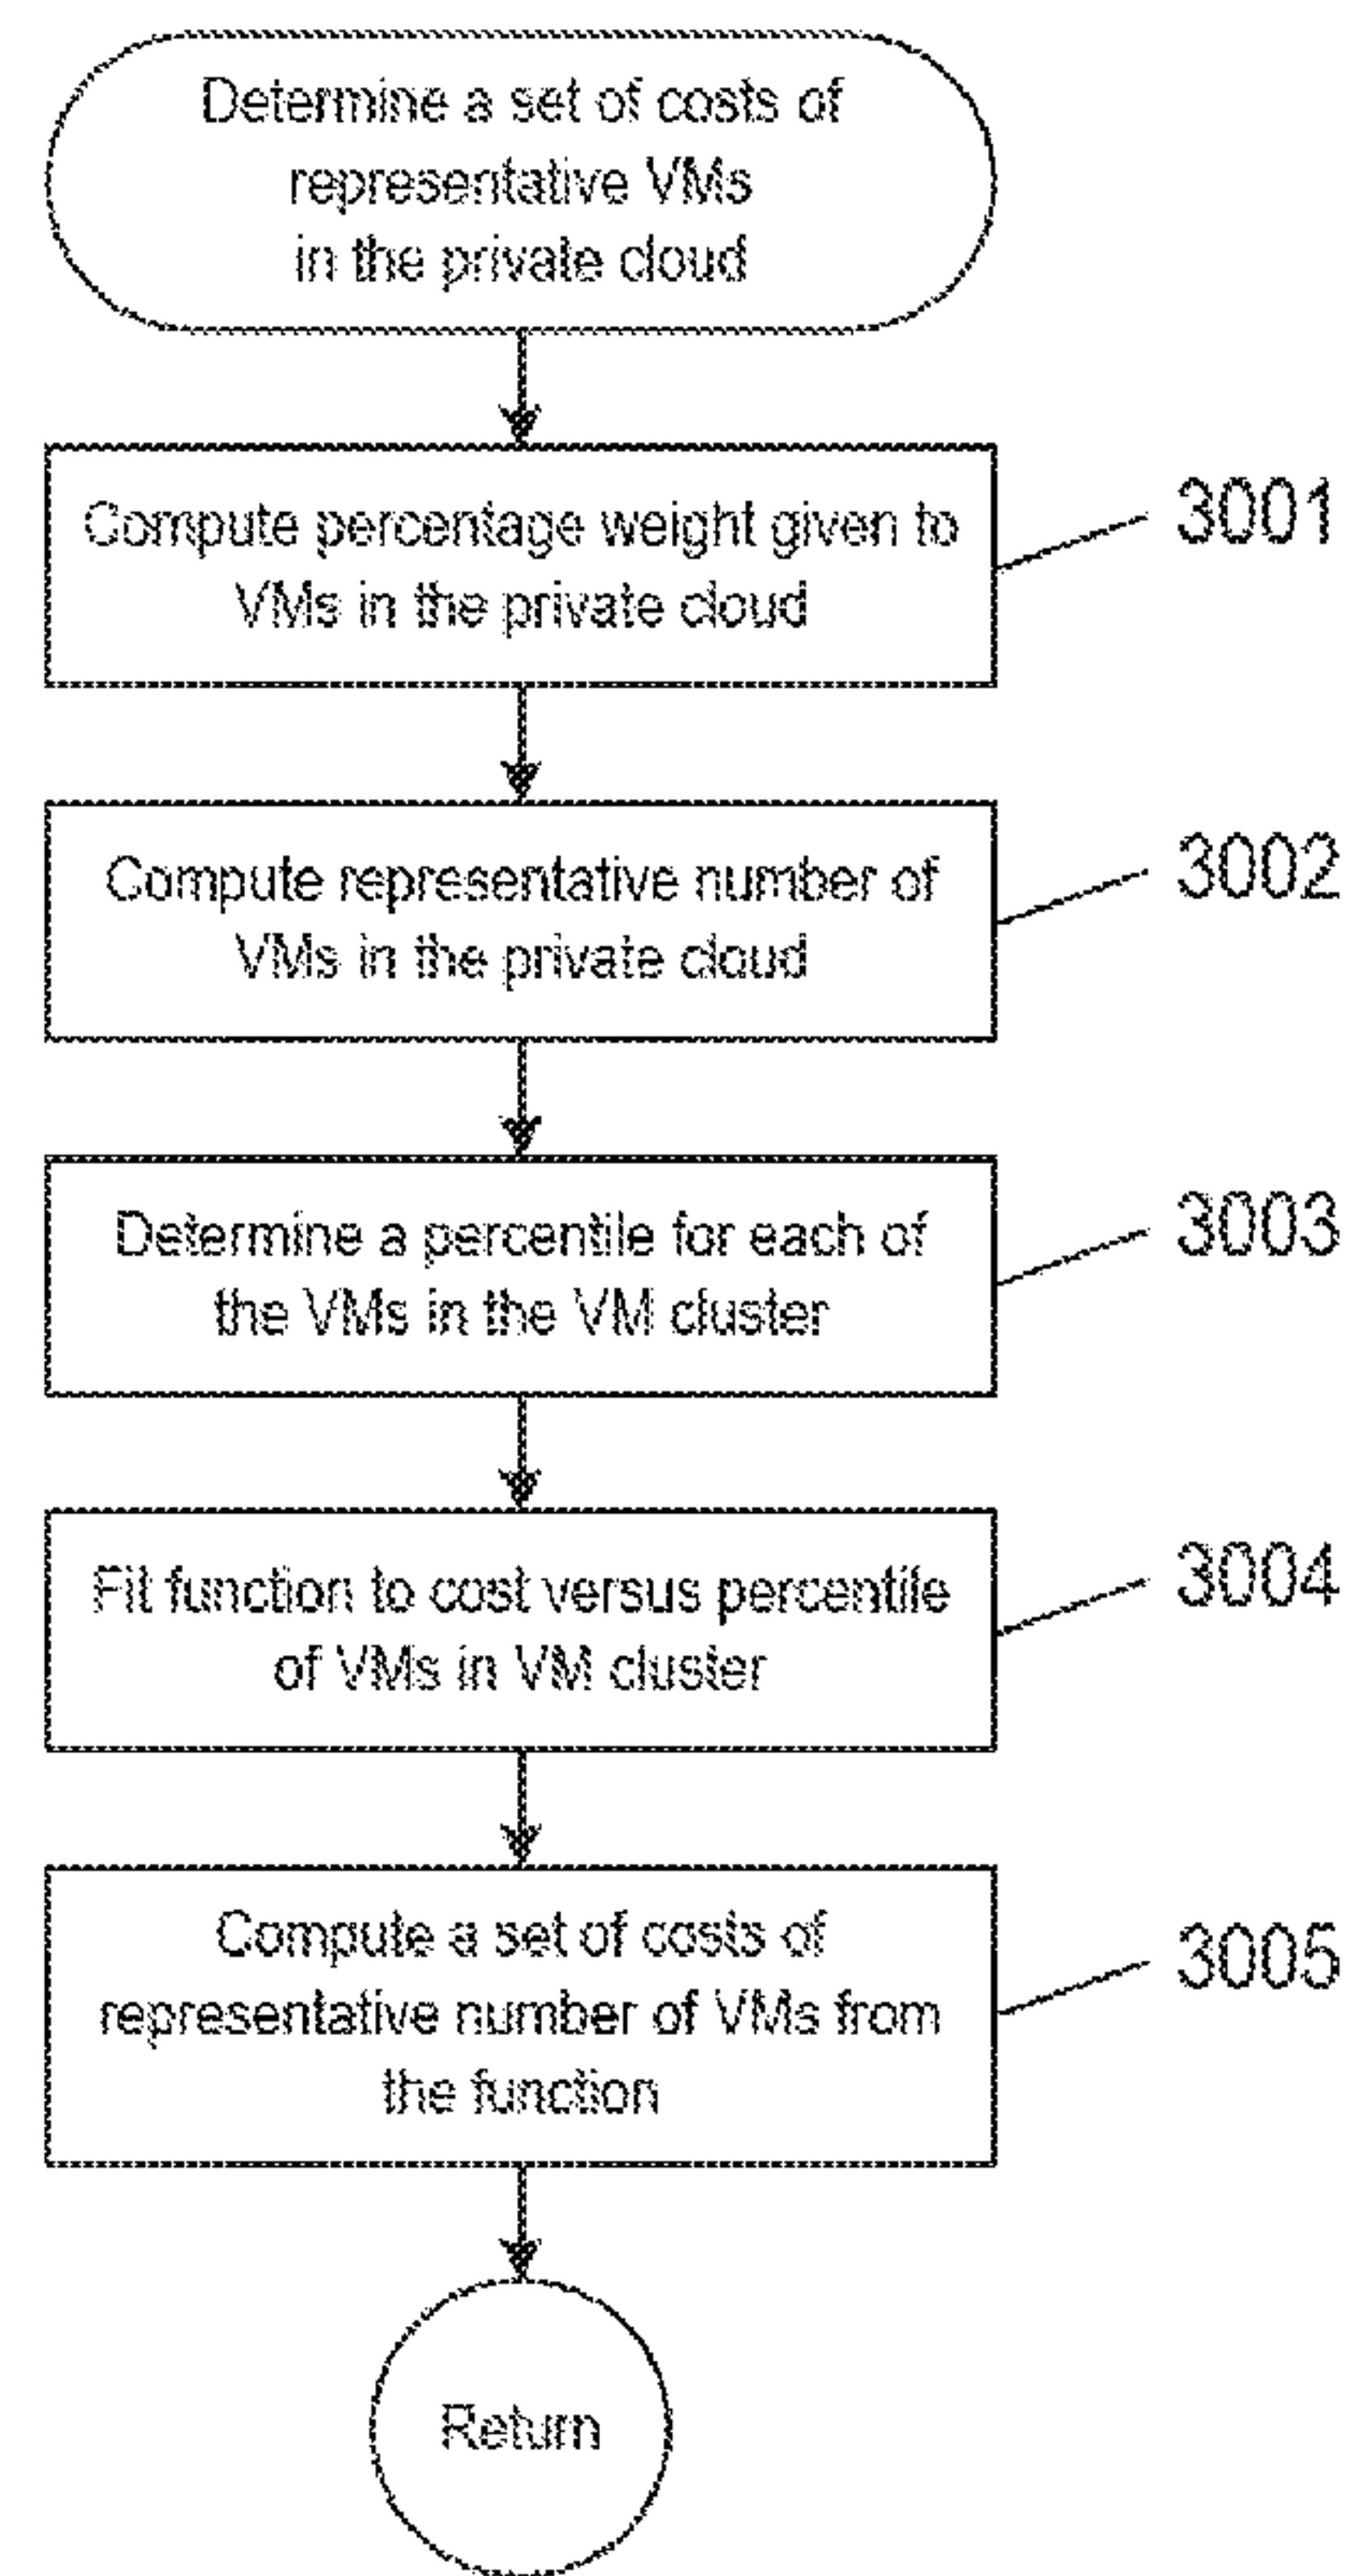 Determine a set of costs of
representative VMs
in the private cloud
Compute percentage weight given to
VMs in the private cloud
3001
Compute representative number of
VMs in the private cloud
3002
Determine a percentile for each of
the VMs in the VM cluster
3003
Fit function to cost versus percentile
of VMs in VM cluster
3004
Compute a set of costs of
representative number of VMs from
the function
3005
Return